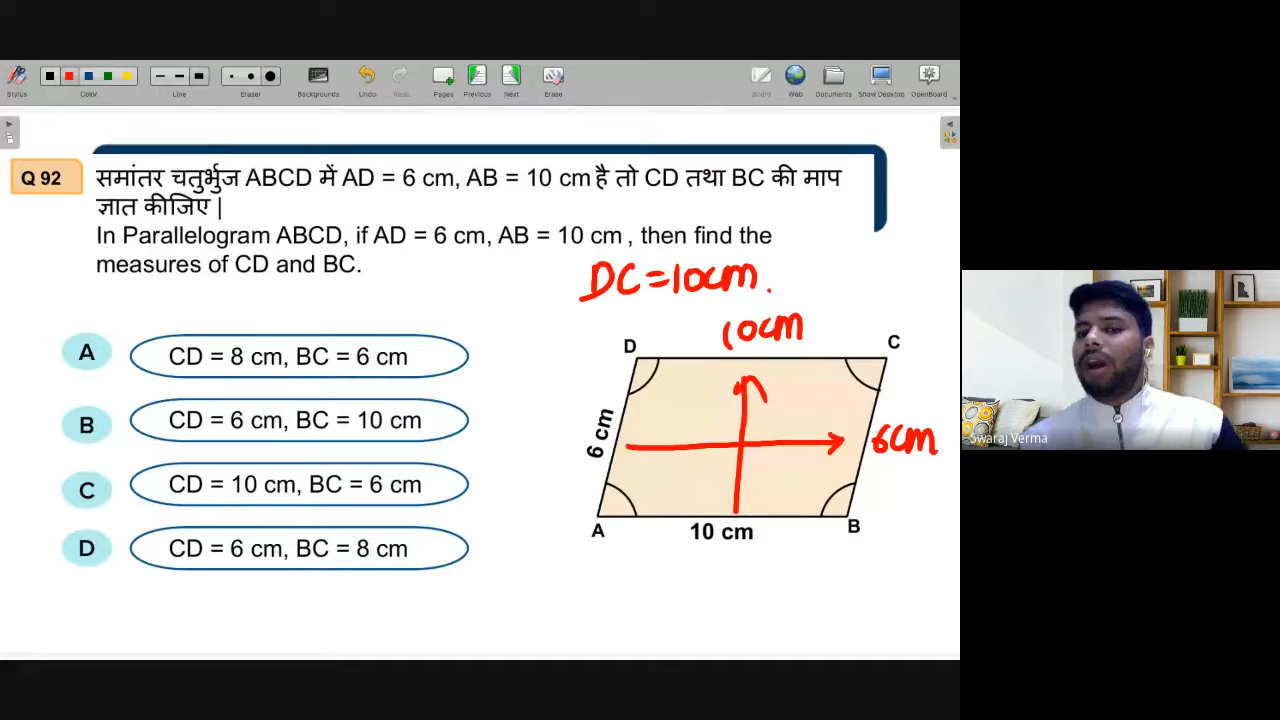 Stylus
Color
Line
Eraser
Backgrounds
Undo
Redo
Pages
Previous
Next
Erase
Board
Web
Documents
Show Desktop
OpenBoard
Q 92
समांतर चतुर्भुज ABCD में AD = 6 cm, AB = 10 cm है तो CD तथा BC की माप
ज्ञात कीजिए |
In Parallelogram ABCD, if AD = 6 cm, AB = 10 cm , then find the
measures of CD and BC.
DC=10cm.
10cm
A
CD = 8 cm, BC = 6 cm
B
CD = 6 cm, BC = 10 cm
C
CD = 10 cm, BC = 6 cm
D
CD = 6 cm, BC = 8 cm
D
C
6 cm
6cm
A
10 cm
B
Swaraj Verma